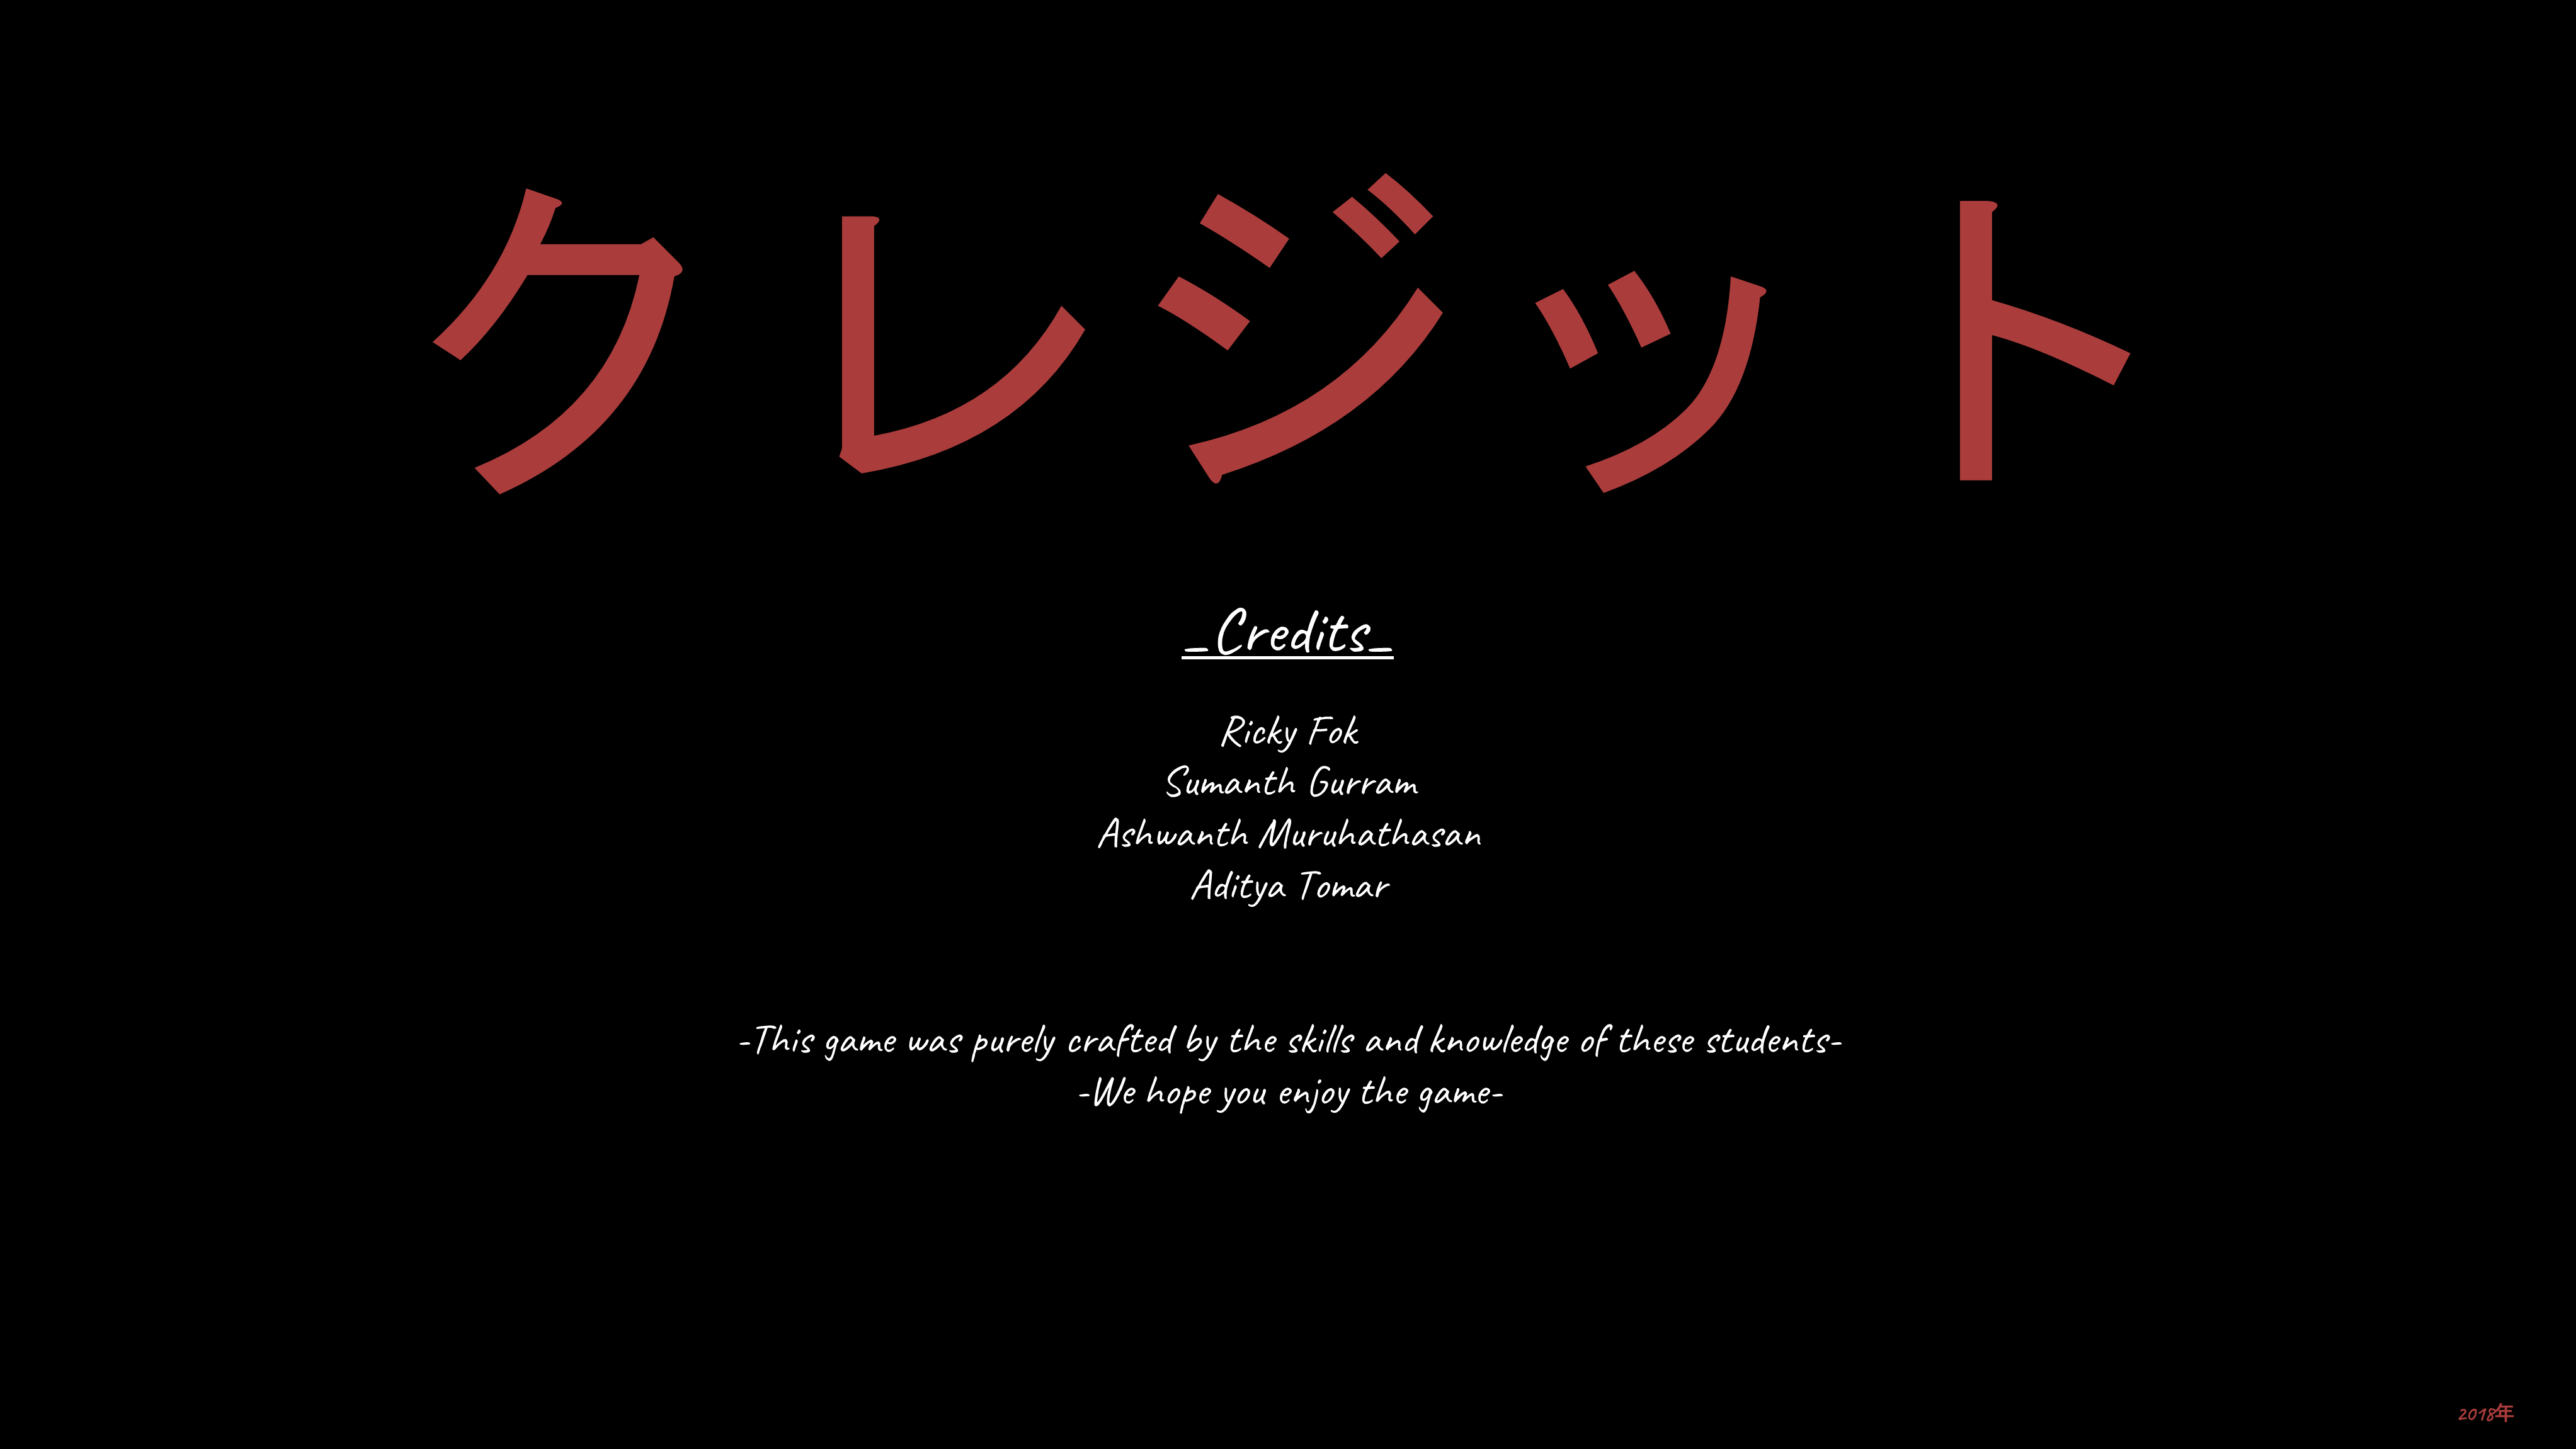 クレジット
_Credits_
Ricky Fok
Sumanth Gurram
Ashwanth Muruhathasan
Aditya Tomar
-This game was purely crafted by the skills and knowledge of these students-
-We hope you enjoy the game-
2018年